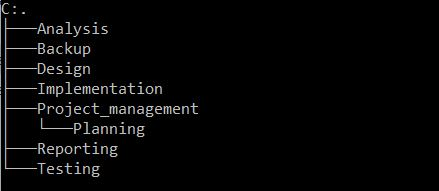 C:.
├───Analysis
├───Backup
├───Design
├───Implementation
├───Project_management
│   └───Planning
├───Reporting
└───Testing